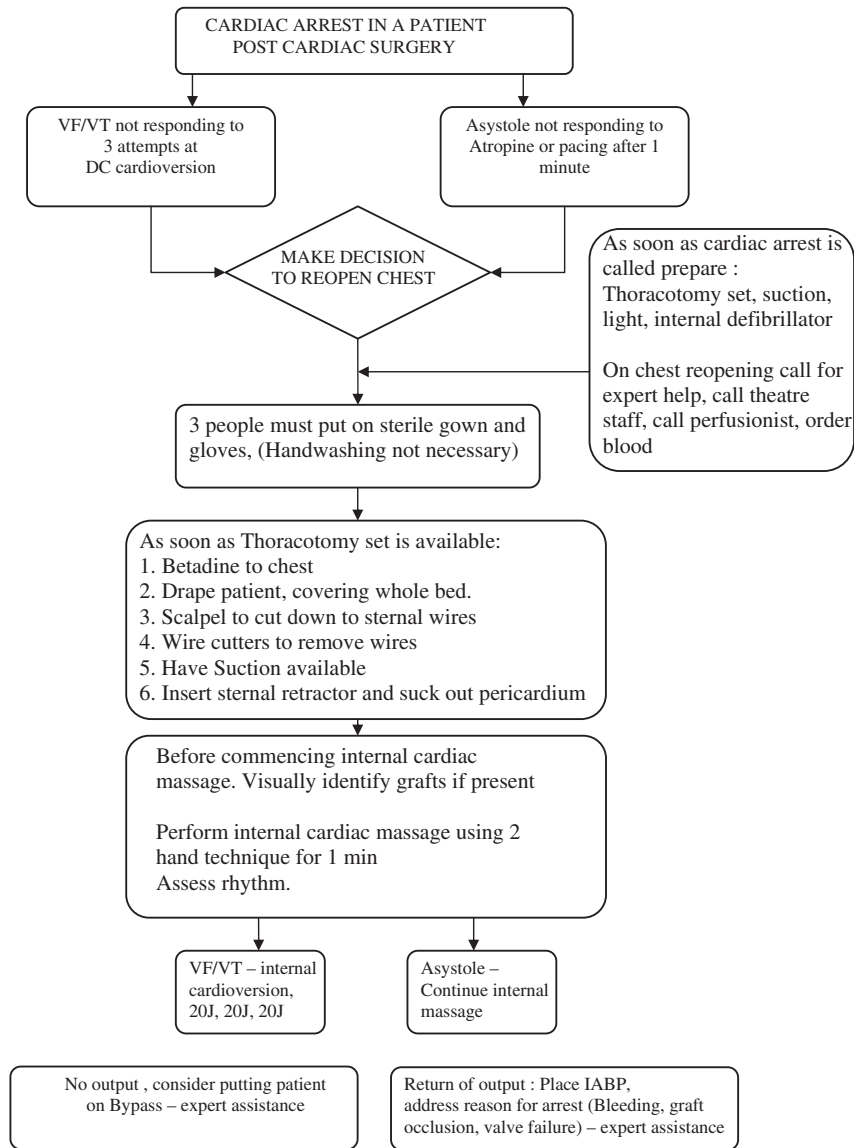 CARDIAC ARREST IN A PATIENT
POST CARDIAC SURGERY
VF/VT not responding to
3 attempts at
DC cardioversion
Asystole not responding to
Atropine or pacing after 1
minute
MAKE DECISION
TO REOPEN CHEST
As soon as cardiac arrest is
called prepare :
Thoracotomy set, suction,
light, internal defibrillator
On chest reopening call for
expert help, call theatre
staff, call perfusionist, order
blood
3 people must put on sterile gown and
gloves, (Handwashing not necessary)
As soon as Thoracotomy set is available:
1. Betadine to chest
2. Drape patient, covering whole bed.
3. Scalpel to cut down to sternal wires
4. Wire cutters to remove wires
5. Have Suction available
6. Insert sternal retractor and suck out pericardium
Before commencing internal cardiac
massage. Visually identify grafts if present
Perform internal cardiac massage using 2
hand technique for 1 min
Assess rhythm.
VF/VT – internal
cardioversion,
20J, 20J, 20J
Asystole –
Continue internal
massage
No output , consider putting patient
on Bypass – expert assistance
Return of output : Place IABP,
address reason for arrest (Bleeding, graft
occlusion, valve failure) – expert assistance